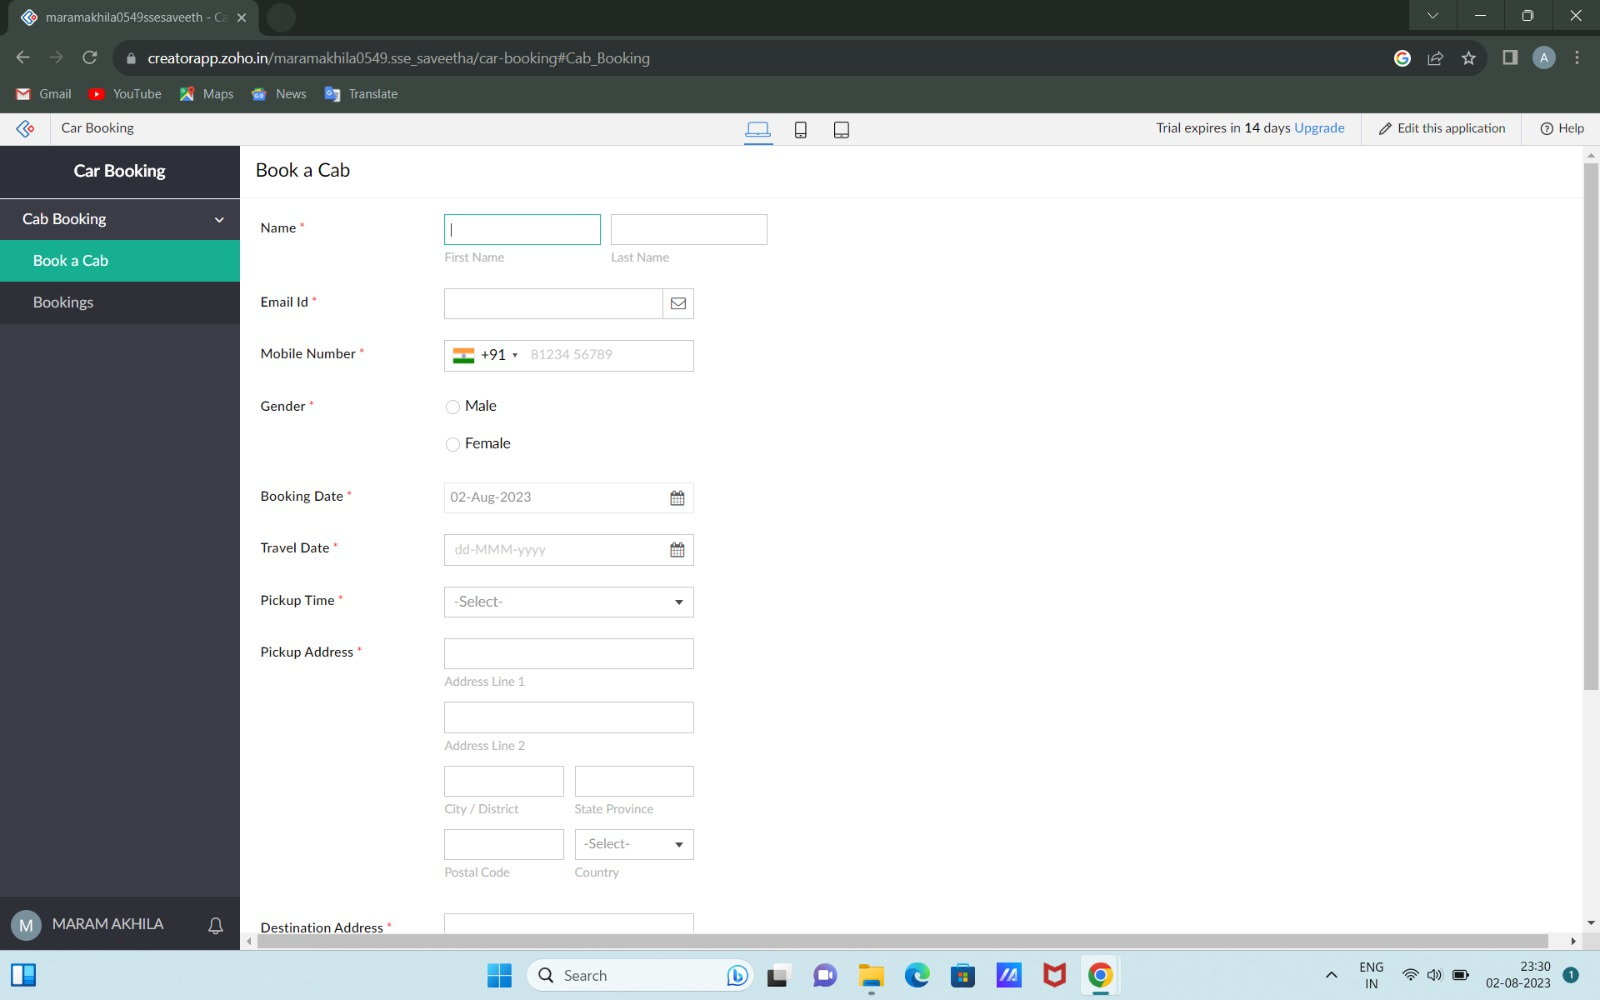 maramakhila0549ssesaveeth - Ca
creatorapp.zoho.in/maramakhila0549.sse_saveetha/car-booking#Cab_Booking
A
Gmail YouTube Maps News Translate
Car Booking
Trial expires in 14 days Upgrade Edit this application Help
Car Booking
Cab Booking
Book a Cab
Bookings
Book a Cab
Name *
First Name Last Name
Email Id *
Mobile Number * +91 81234 56789
Gender * Male
Female
Booking Date * 02-Aug-2023
Travel Date * dd-MMM-yyyy
Pickup Time * -Select-
Pickup Address *
Address Line 1
Address Line 2
City / District State Province
-Select-
Postal Code Country
Destination Address *
M MARAM AKHILA
Search
ENG
IN
23:30
02-08-2023
1